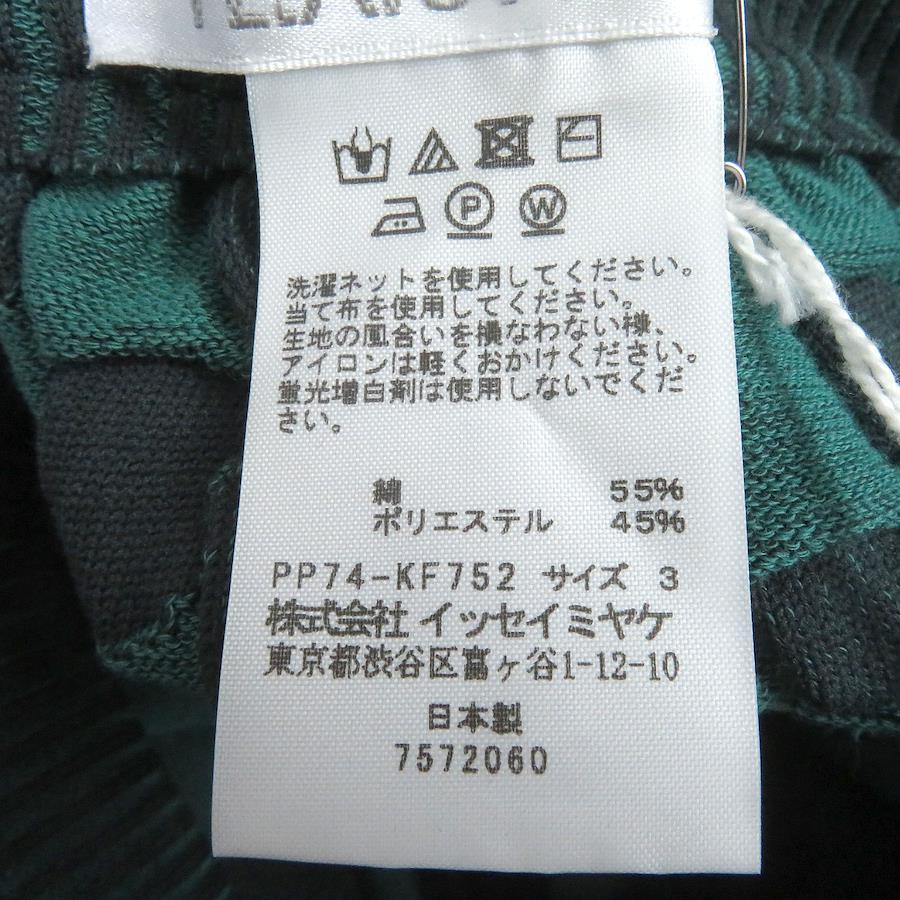 P W
洗濯ネットを使用してください。
当て布を使用してください。
生地の風合いを損なわない様、
アイロンは軽くおかけください。
蛍光増白剤は使用しないでくだ
さい。
綿 55%
ポリエステル 45%
PP74-KF752 サイズ 3
株式会社 イッセイミヤケ
東京都渋谷区富ヶ谷1-12-10
日本製
7572060